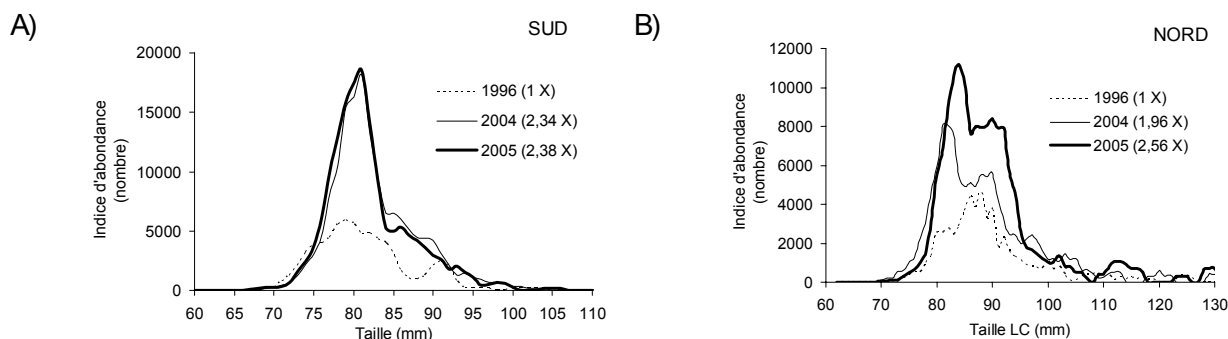 A)
SUD
Indice d'abondance
(nombre)
20000
15000
10000
5000
0
1996 (1 X)
2004 (2,34 X)
2005 (2,38 X)
60 65 70 75 80 85 90 95 100 105 110
Taille (mm)
B)
NORD
Indice d'abondance
(nombre)
12000
10000
8000
6000
4000
2000
0
1996 (1 X)
2004 (1,96 X)
2005 (2,56 X)
60 70 80 90 100 110 120 130
Taille LC (mm)